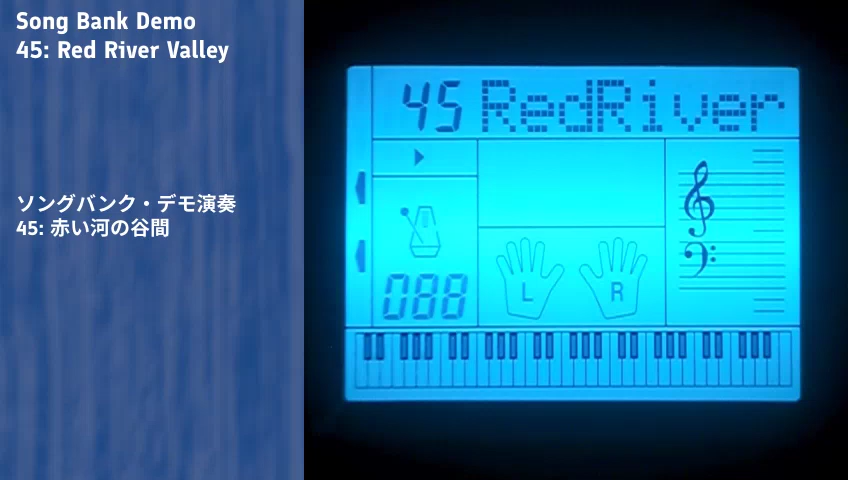 Song Bank Demo
45: Red River Valley
ソングバンク・デモ演奏
45: 赤い河の谷間
45 RedRiver
088
L R